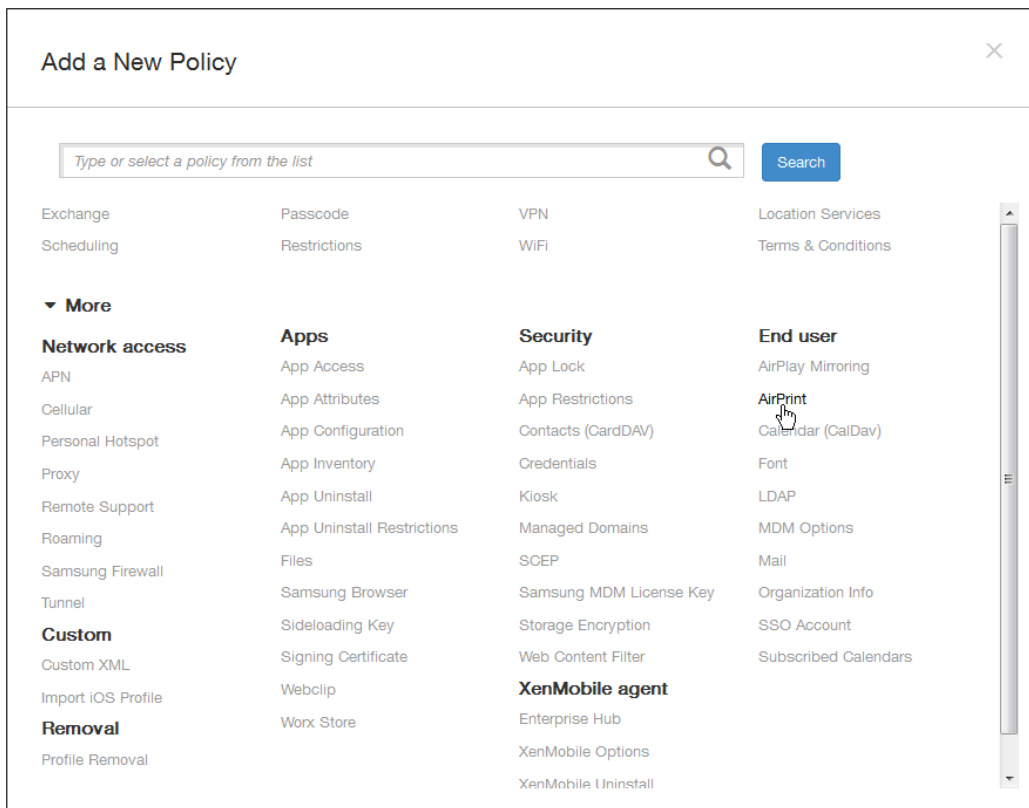 Add a New Policy
Type or select a policy from the list
Search
Exchange
Passcode
VPN
Location Services
Scheduling
Restrictions
WiFi
Terms & Conditions
More
Network access
APN
Cellular
Personal Hotspot
Proxy
Remote Support
Roaming
Samsung Firewall
Tunnel
Custom
Custom XML
Import iOS Profile
Removal
Profile Removal
Apps
App Access
App Attributes
App Configuration
App Inventory
App Uninstall
App Uninstall Restrictions
Files
Samsung Browser
Sideloading Key
Signing Certificate
Webclip
Worx Store
Security
App Lock
App Restrictions
Contacts (CardDAV)
Credentials
Kiosk
Managed Domains
SCEP
Samsung MDM License Key
Storage Encryption
Web Content Filter
XenMobile agent
Enterprise Hub
XenMobile Options
XenMobile Uninstall
End user
AirPlay Mirroring
AirPrint
Calendar (CalDav)
Font
LDAP
MDM Options
Mail
Organization Info
SSO Account
Subscribed Calendars